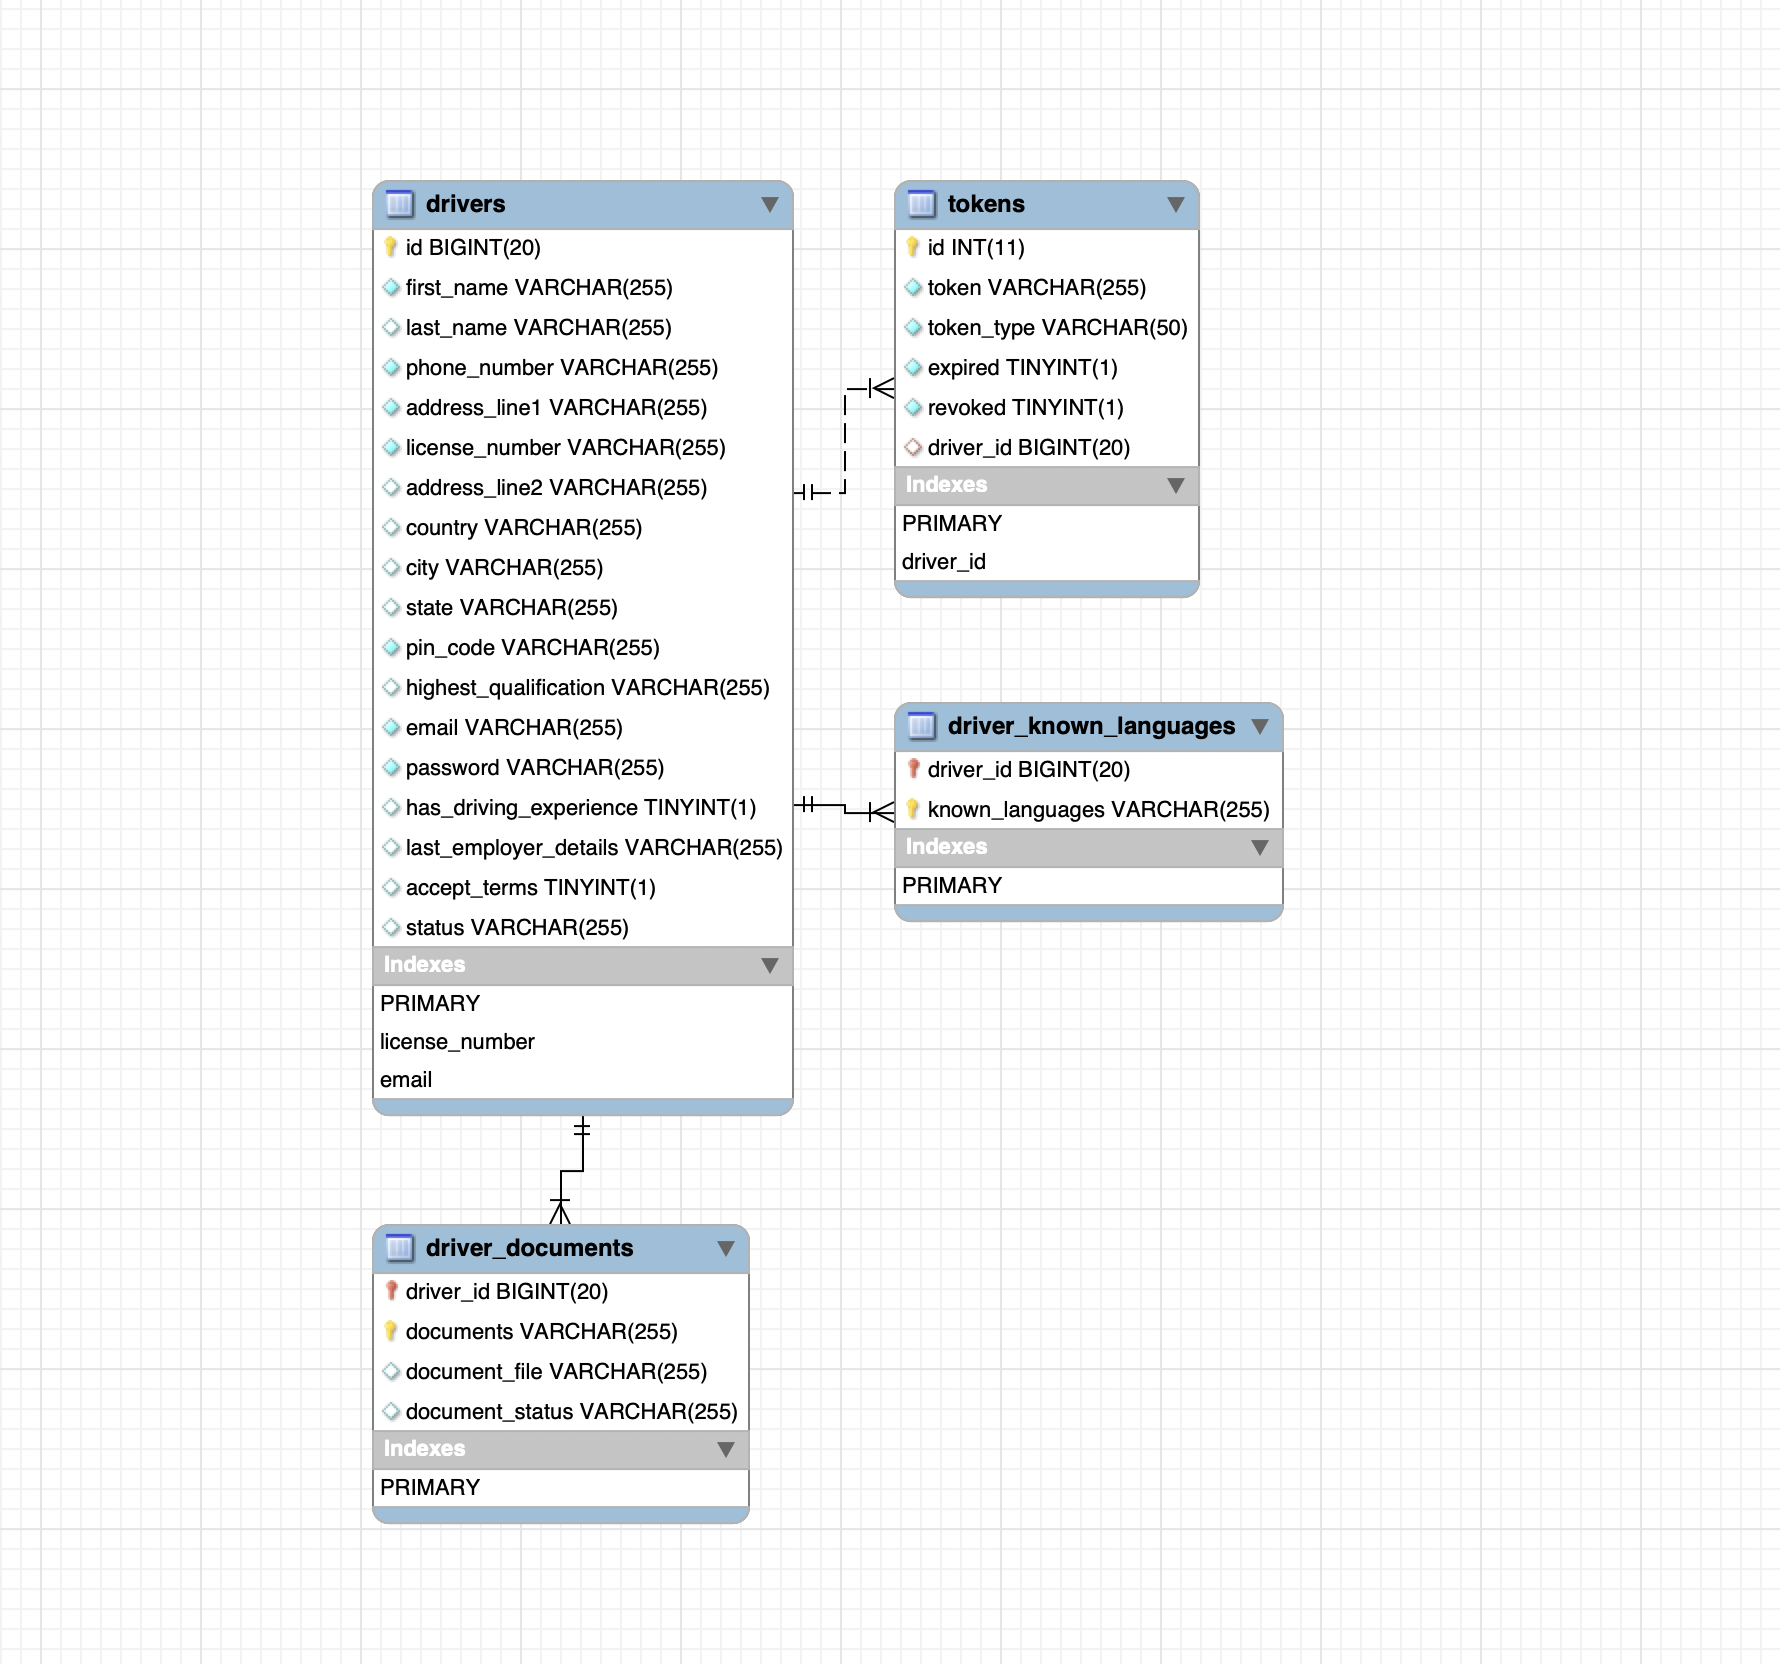 drivers
id BIGINT(20)
first_name VARCHAR(255)
last_name VARCHAR(255)
phone_number VARCHAR(255)
address_line1 VARCHAR(255)
license_number VARCHAR(255)
address_line2 VARCHAR(255)
country VARCHAR(255)
city VARCHAR(255)
state VARCHAR(255)
pin_code VARCHAR(255)
highest_qualification VARCHAR(255)
email VARCHAR(255)
password VARCHAR(255)
has_driving_experience TINYINT(1)
last_employer_details VARCHAR(255)
accept_terms TINYINT(1)
status VARCHAR(255)
Indexes
PRIMARY
license_number
email
tokens
id INT(11)
token VARCHAR(255)
token_type VARCHAR(50)
expired TINYINT(1)
revoked TINYINT(1)
driver_id BIGINT(20)
Indexes
PRIMARY
driver_id
driver_known_languages
driver_id BIGINT(20)
known_languages VARCHAR(255)
Indexes
PRIMARY
driver_documents
driver_id BIGINT(20)
documents VARCHAR(255)
document_file VARCHAR(255)
document_status VARCHAR(255)
Indexes
PRIMARY